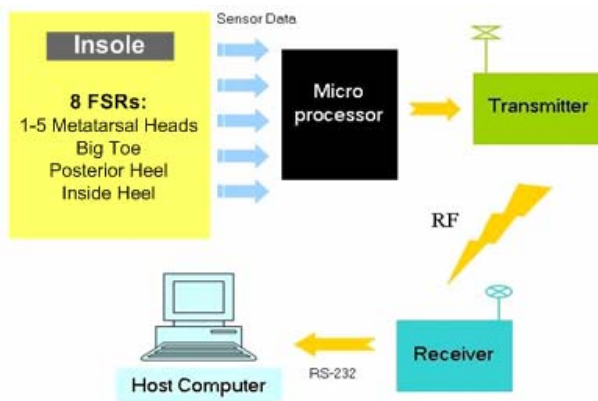 Insole
8 FSRs:
1-5 Metatarsal Heads
Big Toe
Posterior Heel
Inside Heel
Sensor Data
Micro
processor
Transmitter
RF
Receiver
RS-232
Host Computer